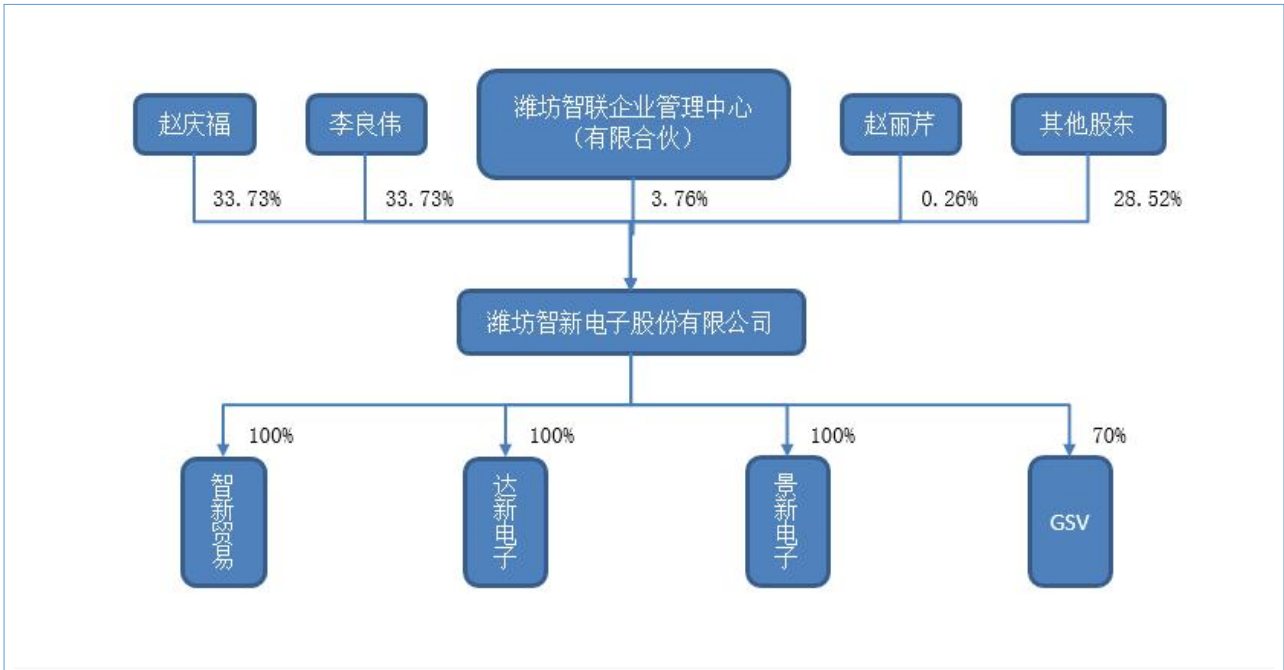 赵庆福
李良伟
潍坊智联企业管理中心
（有限合伙）
赵丽芹
其他股东
33.73%
33.73%
3.76%
0.26%
28.52%
潍坊智新电子股份有限公司
100%
100%
100%
70%
智新贸易
达新电子
景新电子
GSV